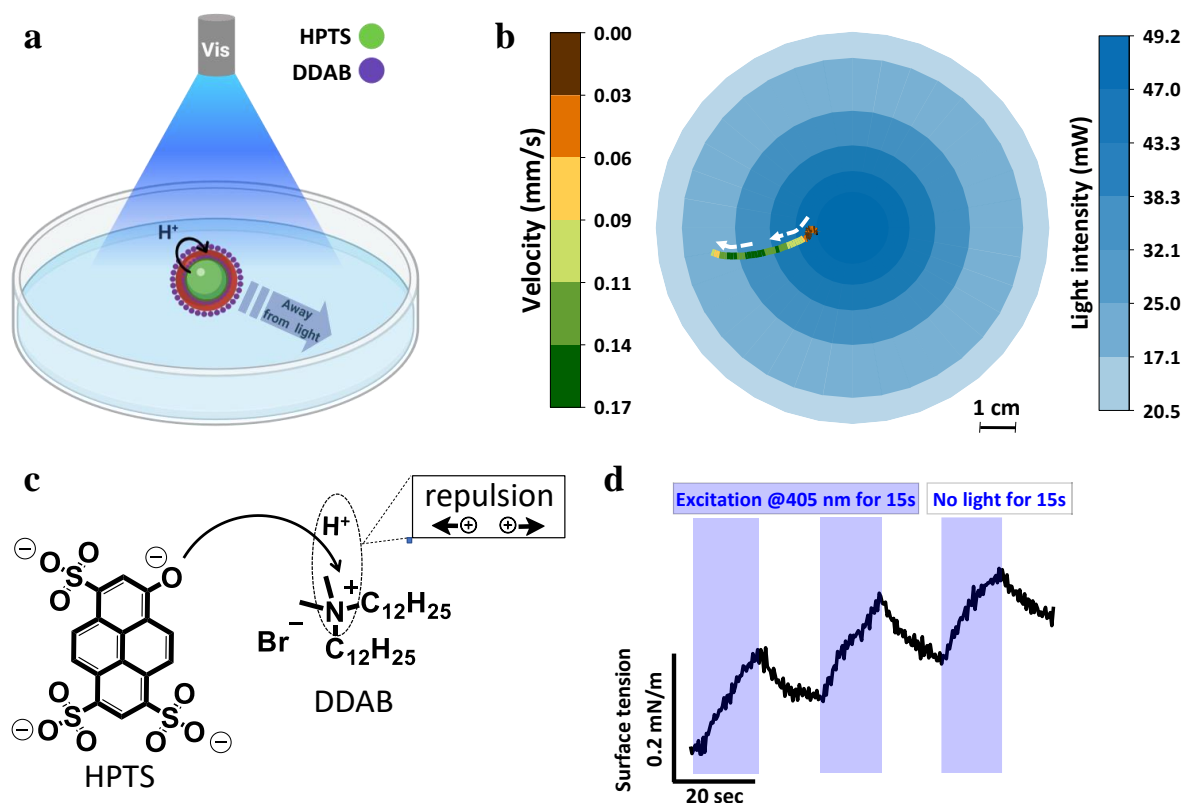 a
Vis
HPTS
DDAB
H+
Away
from light
b
Velocity (mm/s)
0.00
0.03
0.06
0.09
0.11
0.14
0.17
1 cm
Light intensity (mW)
49.2
47.0
43.3
38.3
32.1
25.0
17.1
20.5
c
repulsion
⊕ ⊕
H+
⊖ O O S O
⊖ O
N+
C12H25
Br−
C12H25
DDAB
⊖ O S O O
O S O O ⊖
HPTS
d
Excitation @405 nm for 15s
No light for 15s
Surface tension
0.2 mN/m
20 sec